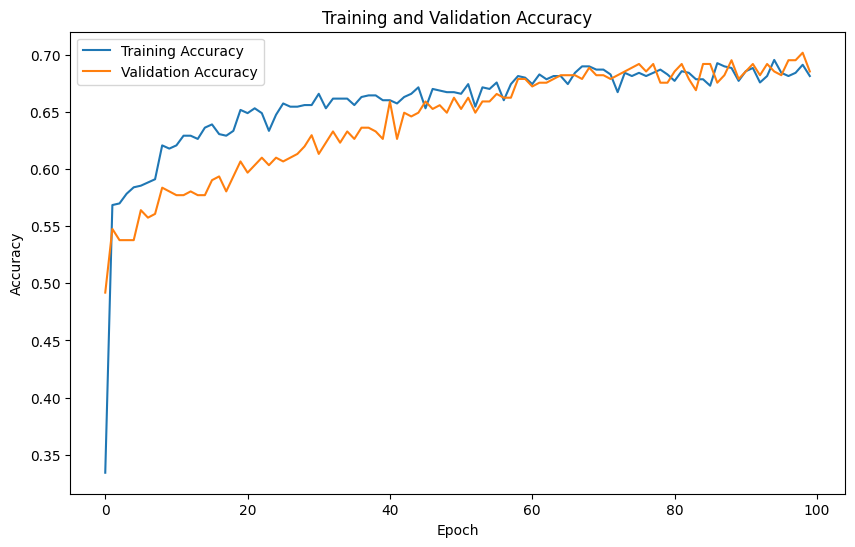 Training and Validation Accuracy
Training Accuracy
Validation Accuracy
0.70
0.65
0.60
0.55
0.50
0.45
0.40
0.35
Accuracy
0 20 40 60 80 100
Epoch